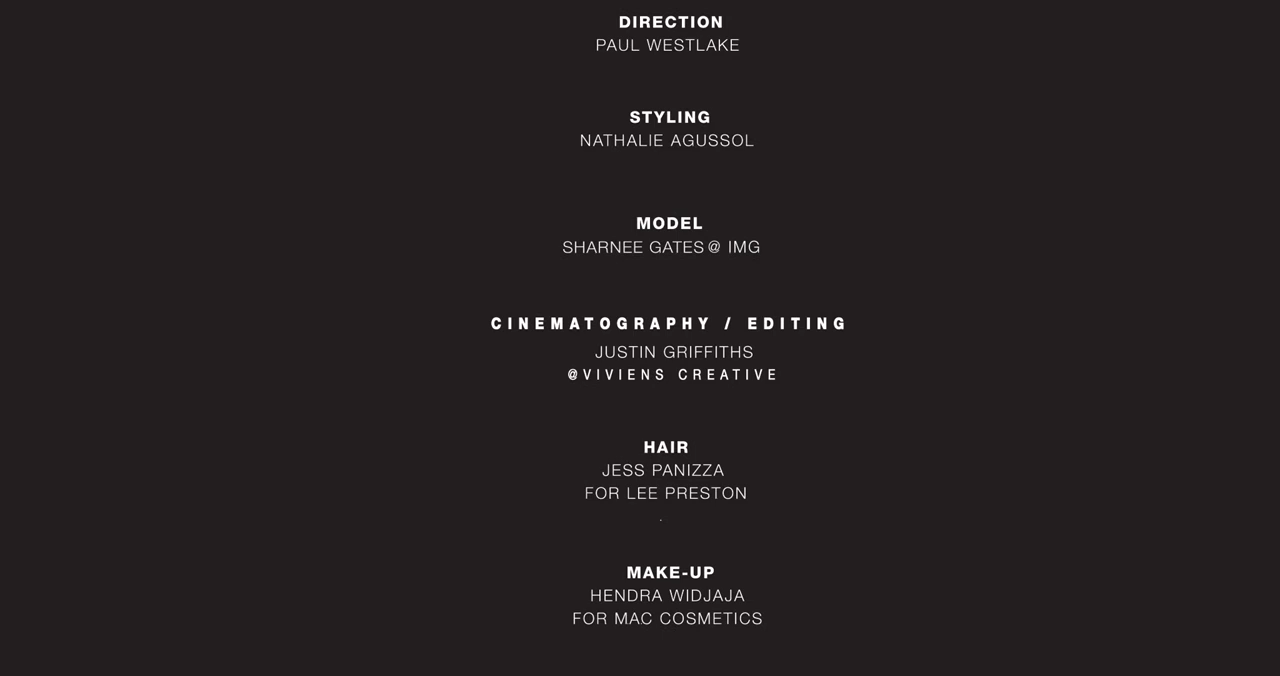 DIRECTION
PAUL WESTLAKE
STYLING
NATHALIE AGUSSOL
MODEL
SHARNEE GATES @ IMG
CINEMATOGRAPHY / EDITING
JUSTIN GRIFFITHS
@VIVIENS CREATIVE
HAIR
JESS PANIZZA
FOR LEE PRESTON
.
MAKE-UP
HENDRA WIDJAJA
FOR MAC COSMETICS